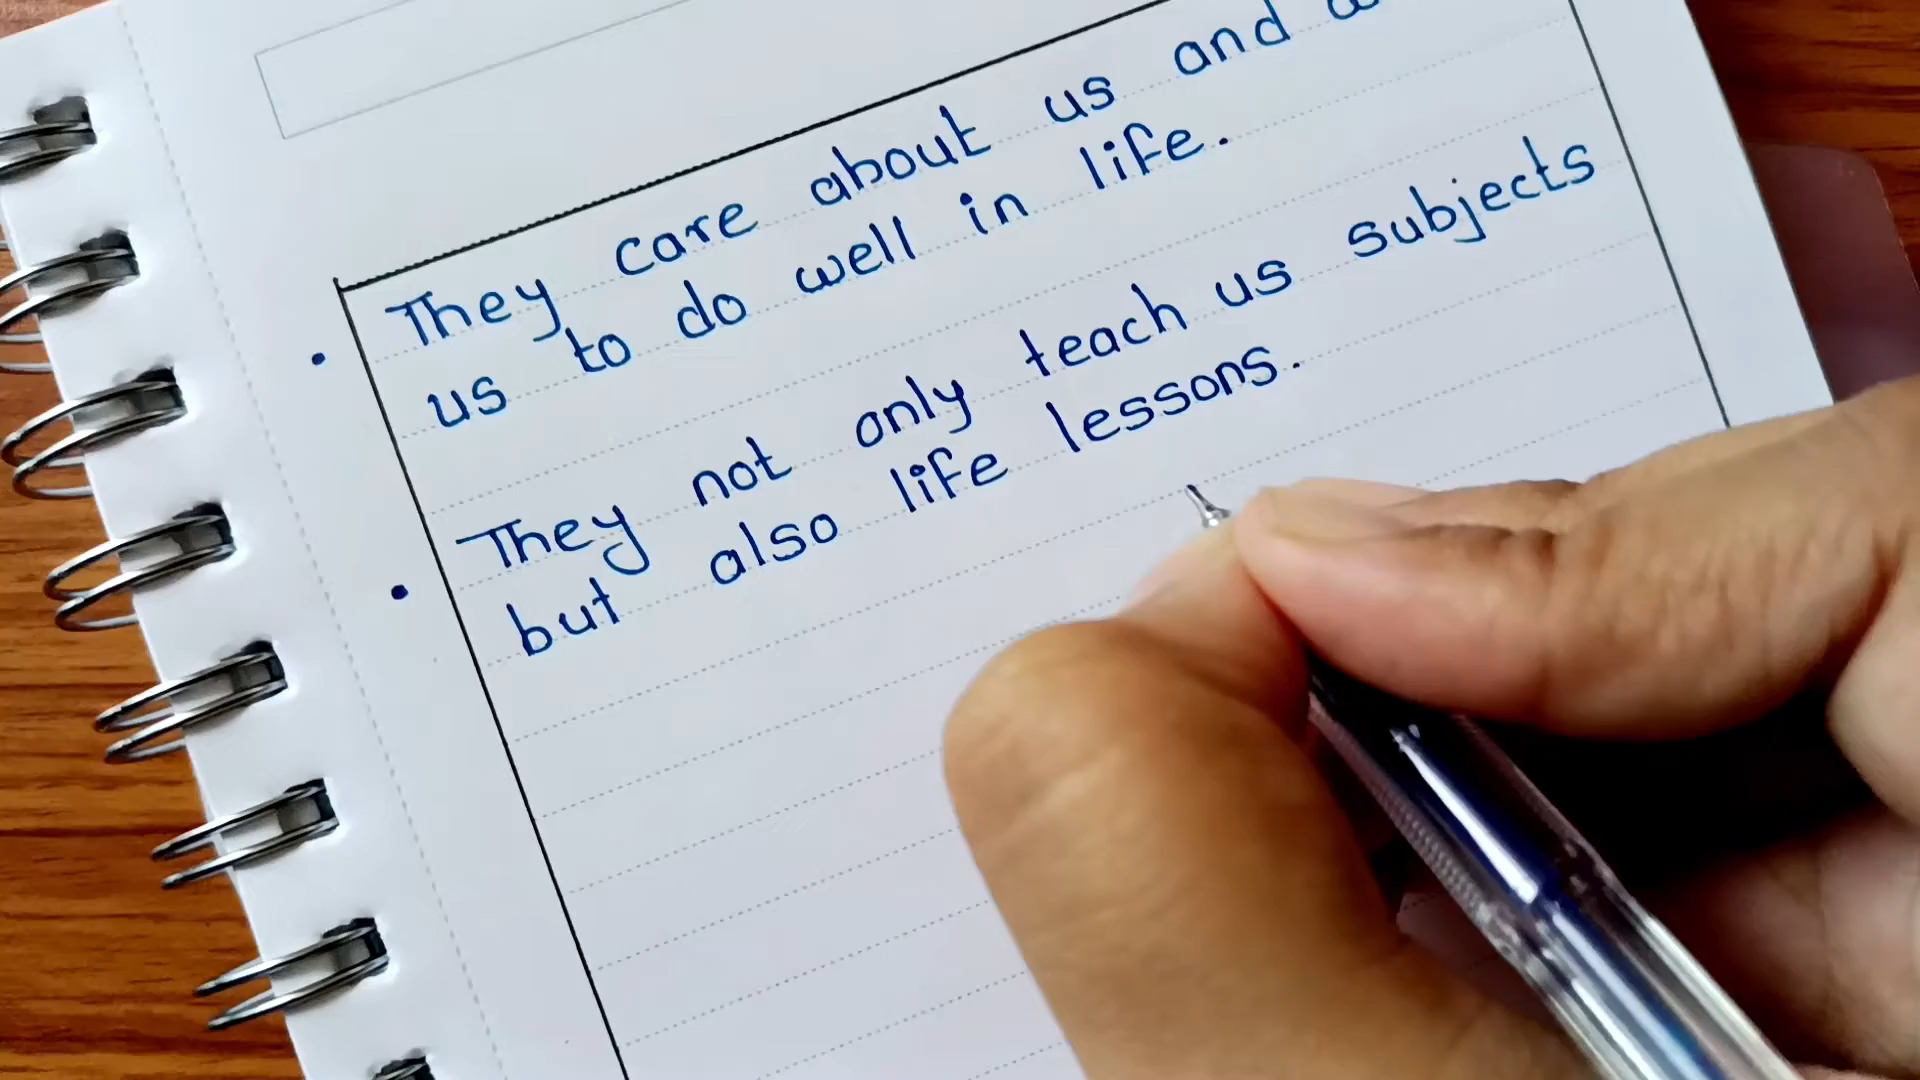 • They care about us and
us to do well in life.
• They not only teach us subjects
but also life lessons.